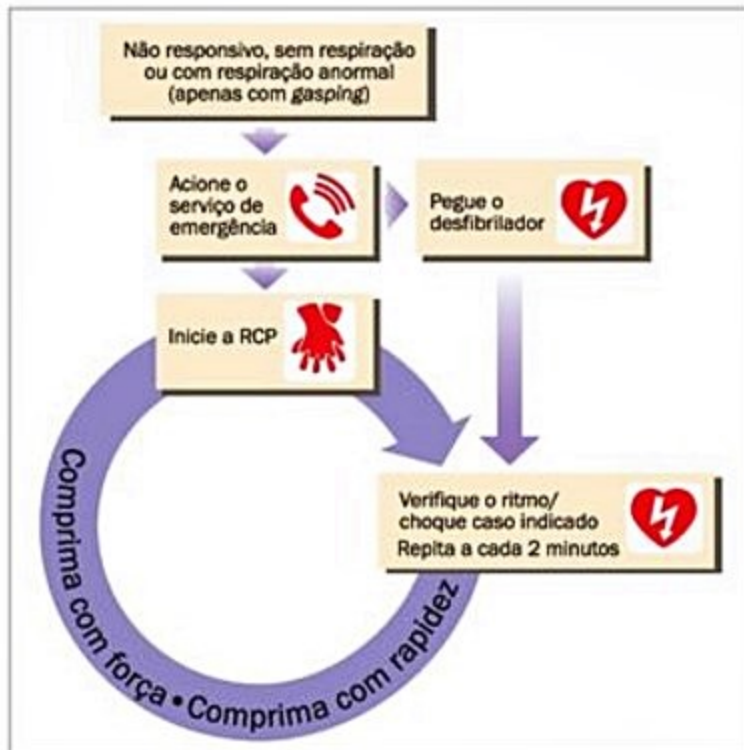 Não responsivo, sem respiração
ou com respiração anormal
(apenas com gasping)
Acione o
serviço de
emergência
Pegue o
desfibrilador
Inicie a RCP
Verifique o ritmo/
choque caso indicado
Repita a cada 2 minutos
Comprima com força • Comprima com rapidez